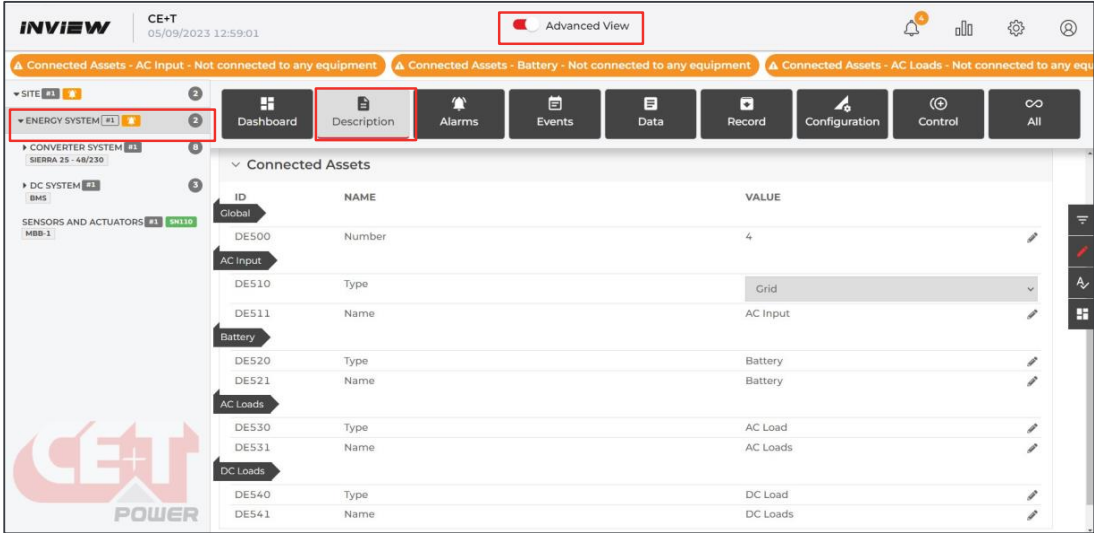 INVIEW
CE+T
05/09/2023 12:59:01
Advanced View
4
Connected Assets - AC Input - Not connected to any equipment
Connected Assets - Battery - Not connected to any equipment
Connected Assets - AC Loads - Not connected to any equ
SITE #1 2
ENERGY SYSTEM #1 2
CONVERTER SYSTEM #1 8
SIERRA 25 - 48/230
DC SYSTEM #1 3
BMS
SENSORS AND ACTUATORS #1 SN110
MBB-1
Dashboard
Description
Alarms
Events
Data
Record
Configuration
Control
All
Connected Assets
ID NAME VALUE
Global
DE500 Number 4
AC Input
DE510 Type Grid
DE511 Name AC Input
Battery
DE520 Type Battery
DE521 Name Battery
AC Loads
DE530 Type AC Load
DE531 Name AC Loads
DC Loads
DE540 Type DC Load
DE541 Name DC Loads
CE+T
POWER